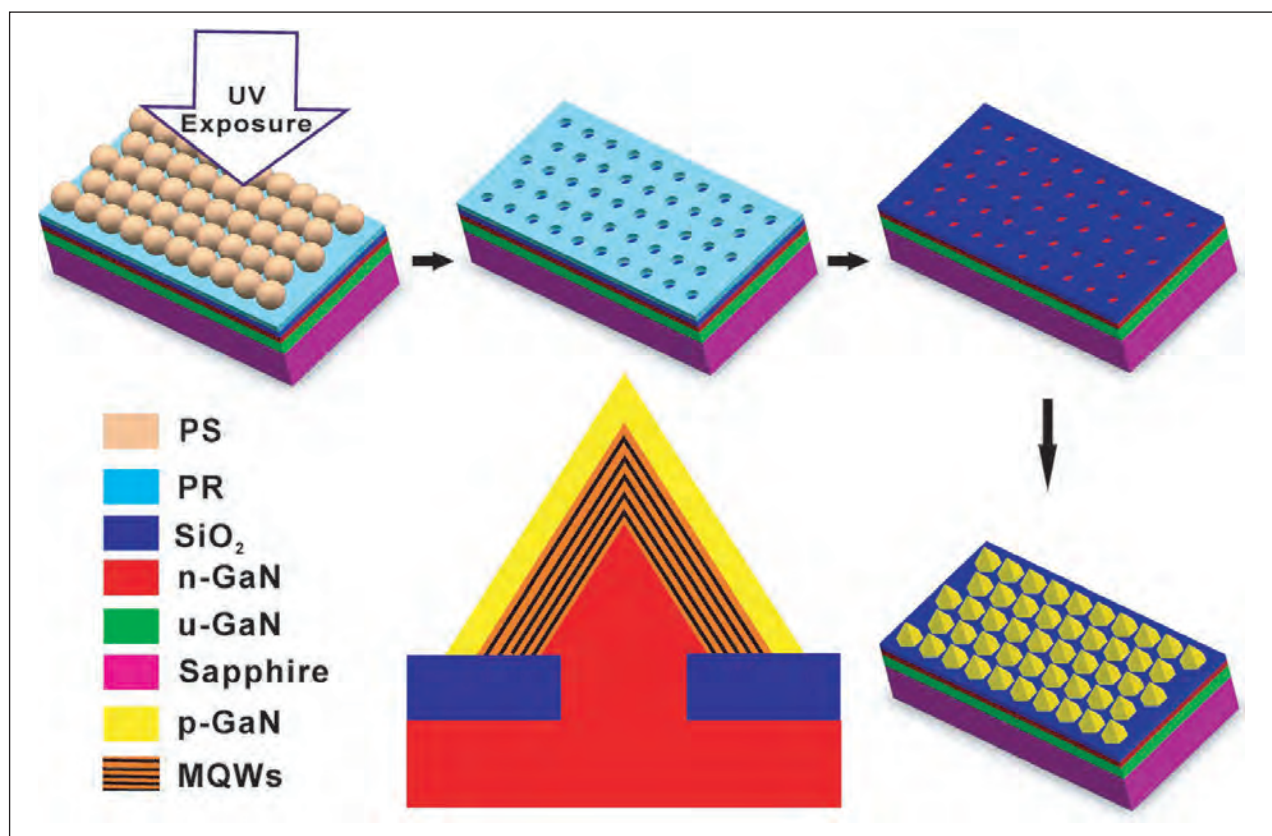 UV
Exposure
PS
PR
SiO₂
n-GaN
u-GaN
Sapphire
p-GaN
MQWs